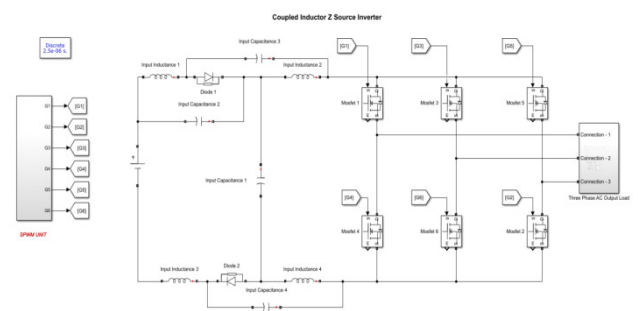 Coupled Inductor Z Source Inverter
Discrete
2.5e-06 s.
G1
G2
G3
G4
G5
G6
[G1]
[G2]
[G3]
[G4]
[G5]
[G6]
SPWM UNIT
+
Input Inductance 1
Input Capacitance 3
Diode 1
Input Inductance 2
Input Capacitance 2
Input Capacitance 1
Input Inductance 3
Diode 2
Input Inductance 4
Input Capacitance 4
[G1]
[G3]
[G5]
Mosfet 1
Mosfet 3
Mosfet 5
[G4]
[G6]
[G2]
Mosfet 4
Mosfet 6
Mosfet 2
Connection - 1
Connection - 2
Connection - 3
Three Phase AC Output Load